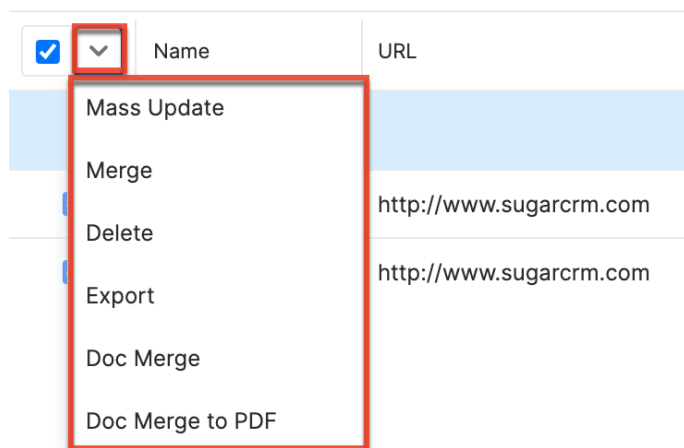 Name URL
Mass Update
Merge
http://www.sugarcrm.com
Delete
http://www.sugarcrm.com
Export
Doc Merge
Doc Merge to PDF